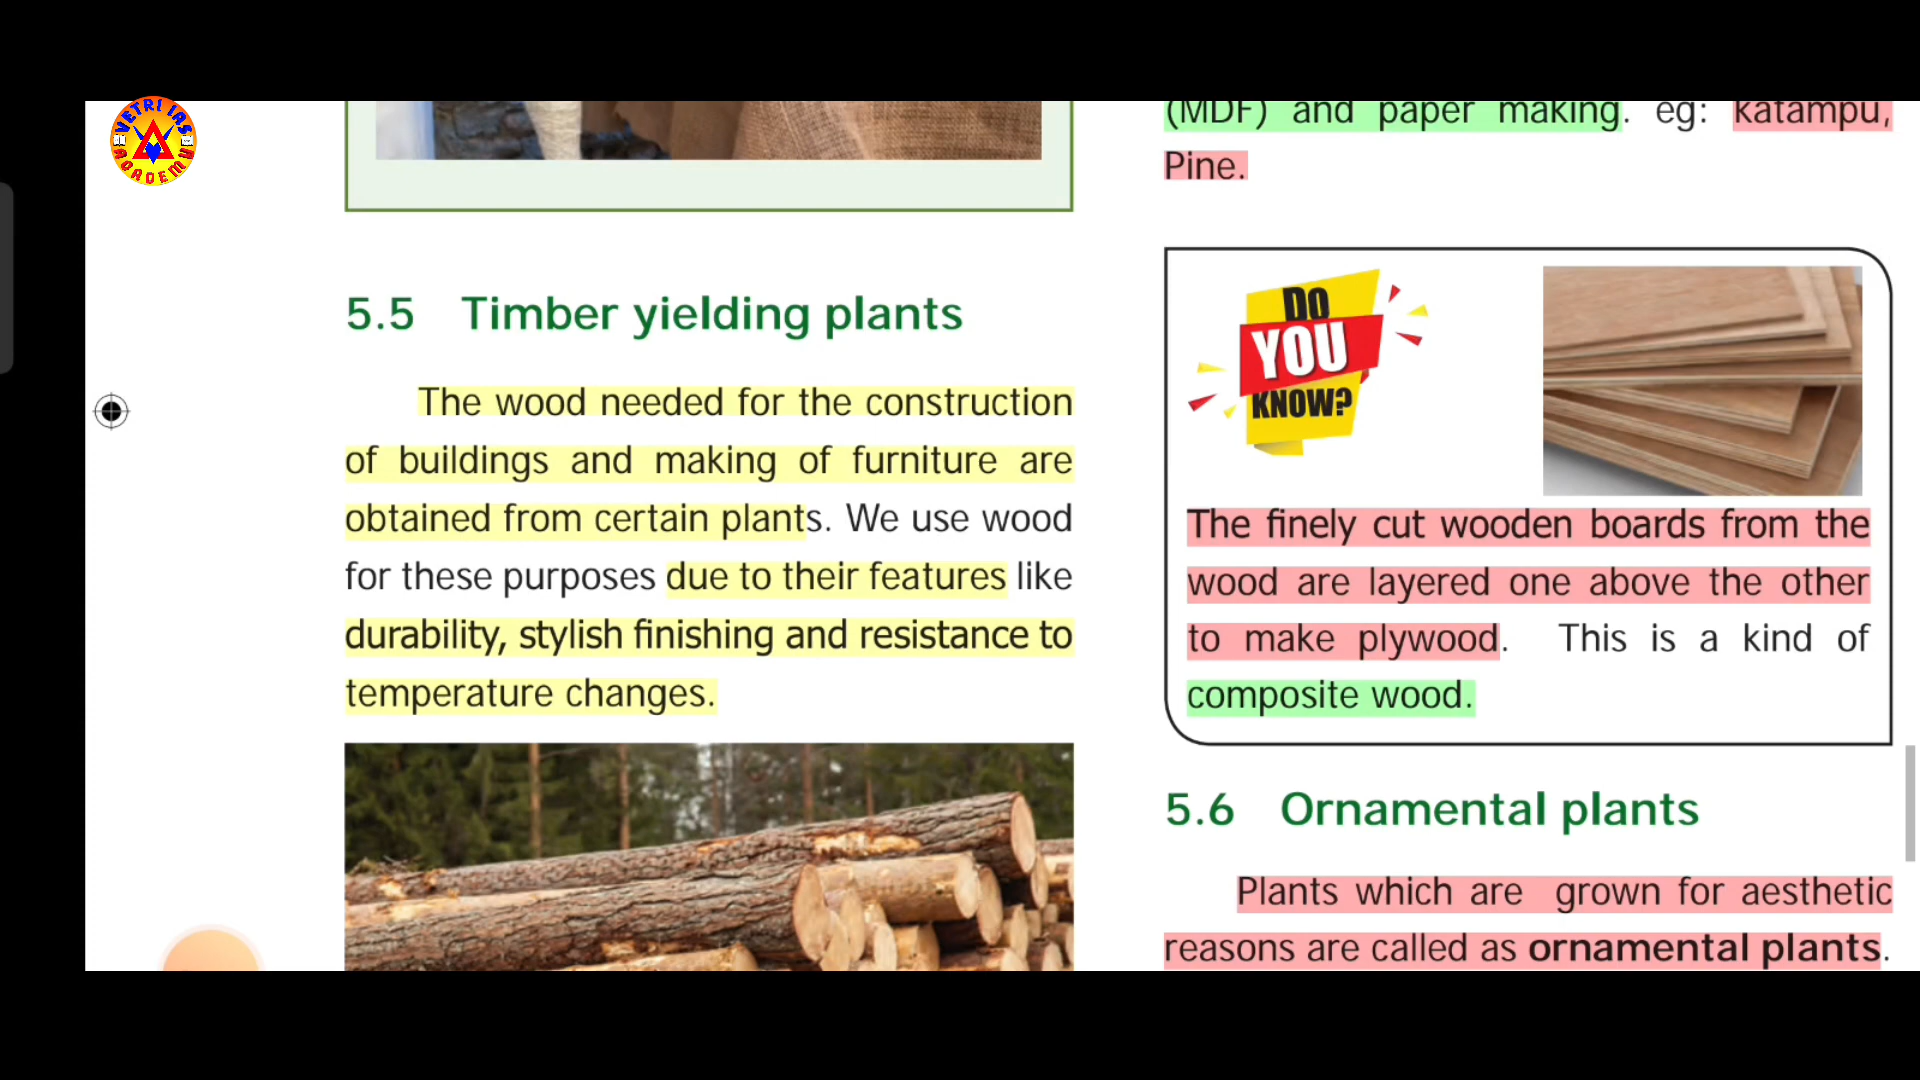 VETRI IAS
ACADEMY
5.5 Timber yielding plants
The wood needed for the construction
of buildings and making of furniture are
obtained from certain plants. We use wood
for these purposes due to their features like
durability, stylish finishing and resistance to
temperature changes.
(MDF) and paper making. eg: katampu,
Pine.
DO
YOU
KNOW?
The finely cut wooden boards from the
wood are layered one above the other
to make plywood. This is a kind of
composite wood.
5.6 Ornamental plants
Plants which are grown for aesthetic
reasons are called as ornamental plants.